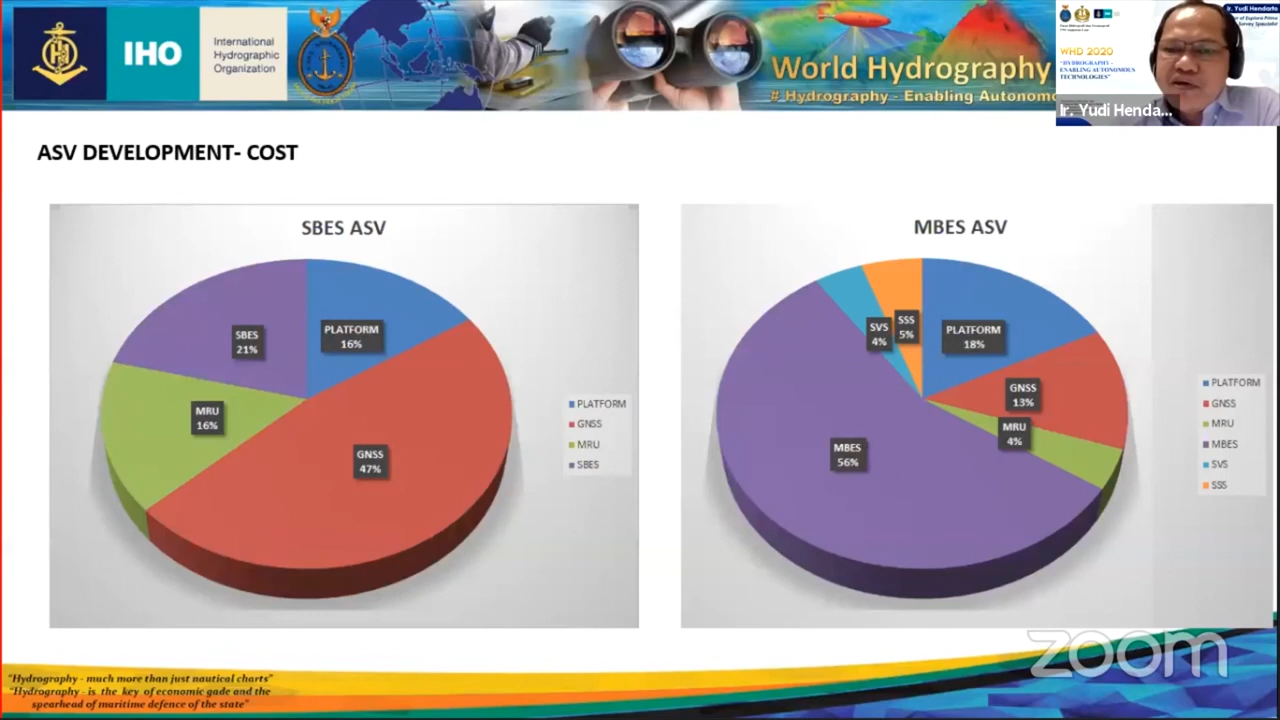 IHO
International
Hydrographic
Organization
World Hydrography
# Hydrography - Enabling Autonomo
Ir. Yudi Hendarto
WHD 2020
"HYDROGRAPHY -
ENABLING AUTONOMOUS
TECHNOLOGIES"
Ir. Yudi Henda...
ASV DEVELOPMENT- COST
SBES ASV
PLATFORM
16%
GNSS
47%
MRU
16%
SBES
21%
PLATFORM
GNSS
MRU
SBES
MBES ASV
PLATFORM
18%
GNSS
13%
MRU
4%
MBES
56%
SVS
4%
SSS
5%
PLATFORM
GNSS
MRU
MBES
SVS
SSS
"Hydrography - much more than just nautical charts"
"Hydrography - is the key of economic gade and the
spearhead of maritime defence of the state"
zoom